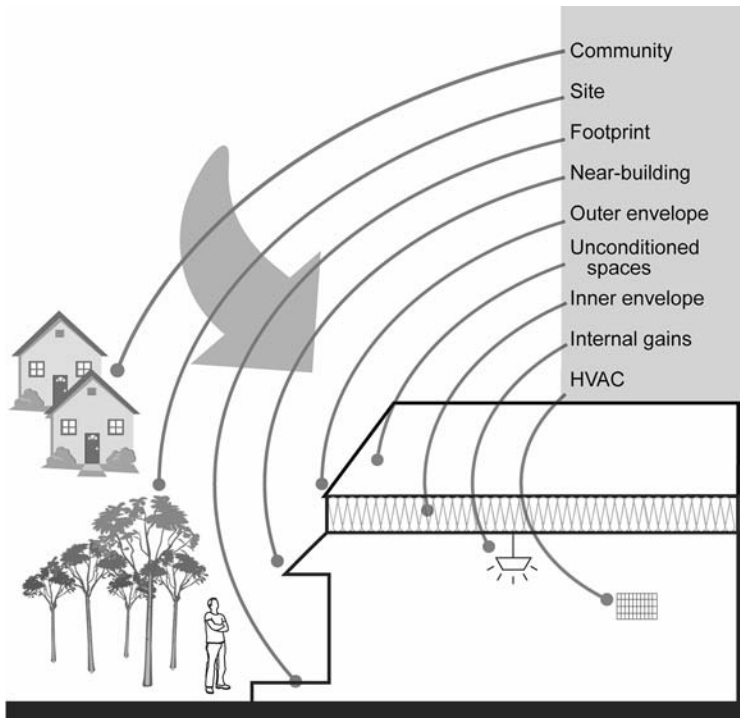 Community
Site
Footprint
Near-building
Outer envelope
Unconditioned
spaces
Inner envelope
Internal gains
HVAC